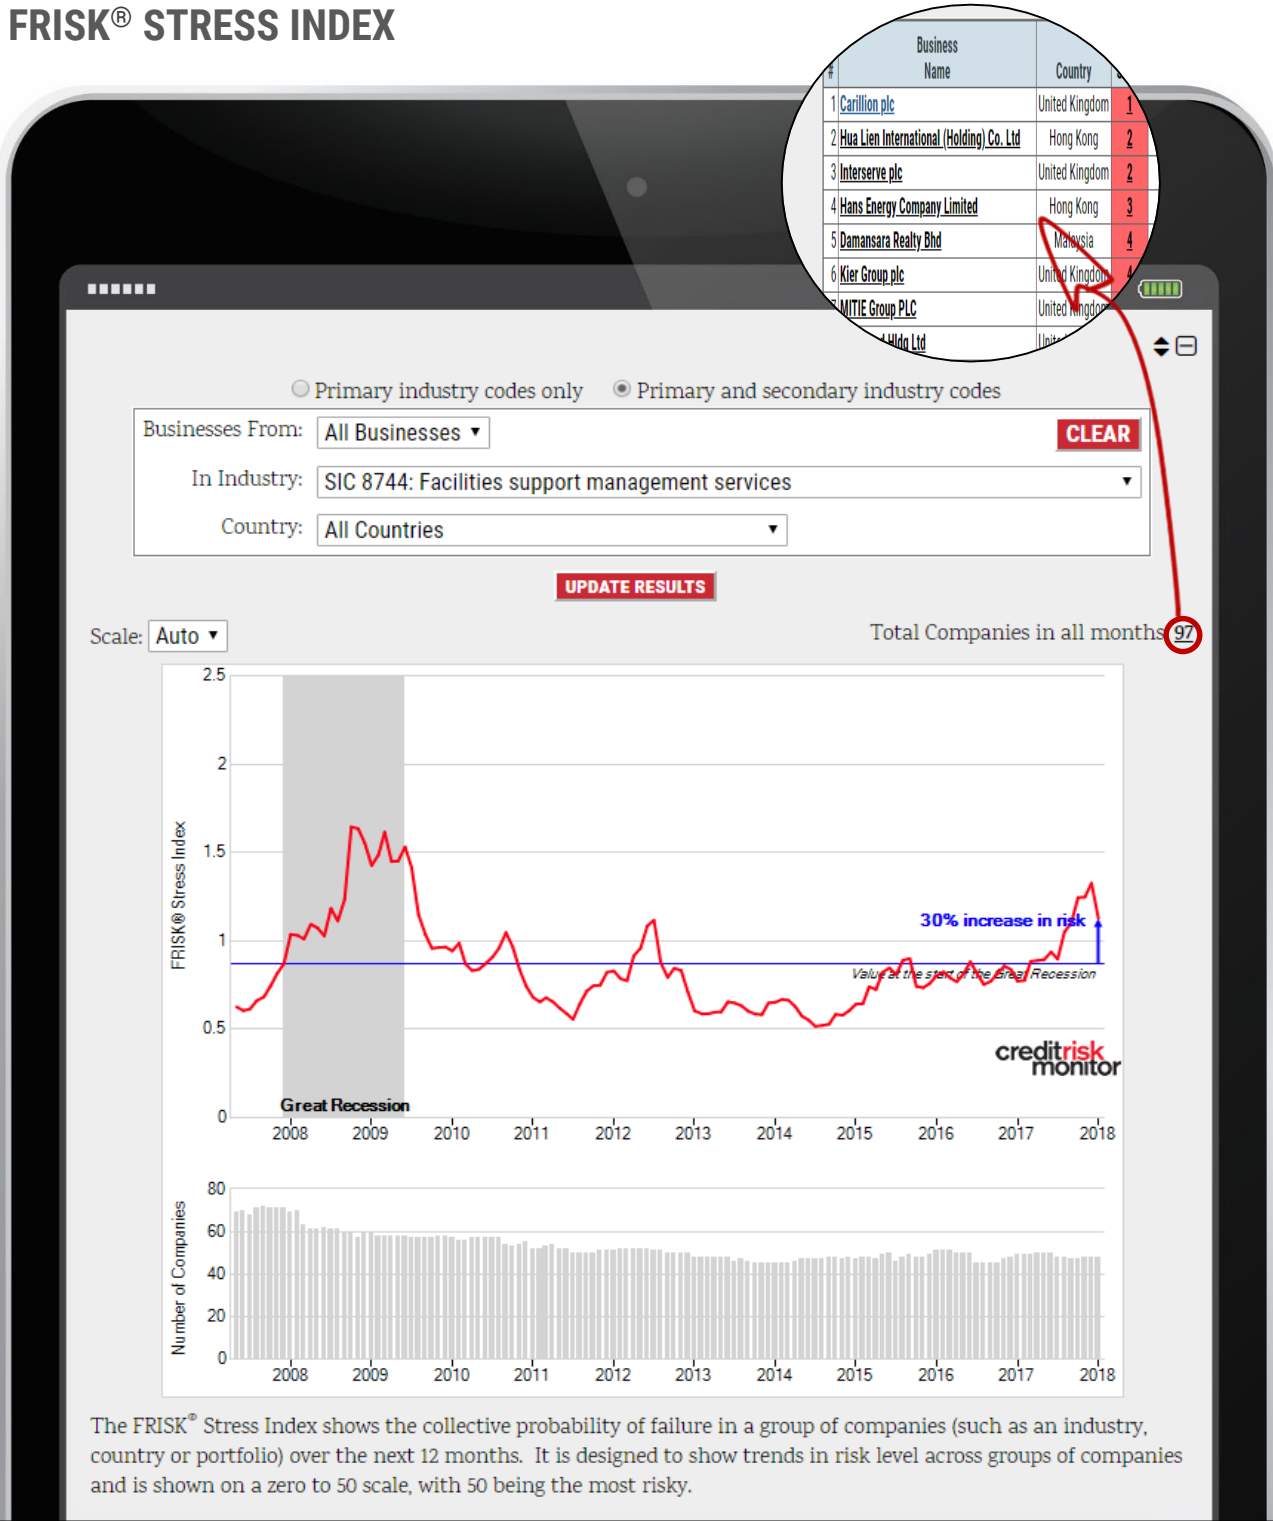 FRISK® STRESS INDEX
# Business Name Country
1 Carillion plc United Kingdom 1
2 Hua Lien International (Holding) Co. Ltd Hong Kong 2
3 Interserve plc United Kingdom 2
4 Hans Energy Company Limited Hong Kong 3
5 Damansara Realty Bhd Malaysia 4
6 Kier Group plc United Kingdom 4
7 MITIE Group PLC United Kingdom
Hldg Ltd
Primary industry codes only Primary and secondary industry codes
Businesses From: All Businesses CLEAR
In Industry: SIC 8744: Facilities support management services
Country: All Countries
UPDATE RESULTS
Scale: Auto Total Companies in all months 97
2.5
2
1.5
1
0.5
0
FRISK® Stress Index
30% increase in risk
Value at the start of the Great Recession
creditrisk
monitor
Great Recession
2008 2009 2010 2011 2012 2013 2014 2015 2016 2017 2018
80
60
40
20
0
Number of Companies
2008 2009 2010 2011 2012 2013 2014 2015 2016 2017 2018
The FRISK® Stress Index shows the collective probability of failure in a group of companies (such as an industry,
country or portfolio) over the next 12 months. It is designed to show trends in risk level across groups of companies
and is shown on a zero to 50 scale, with 50 being the most risky.